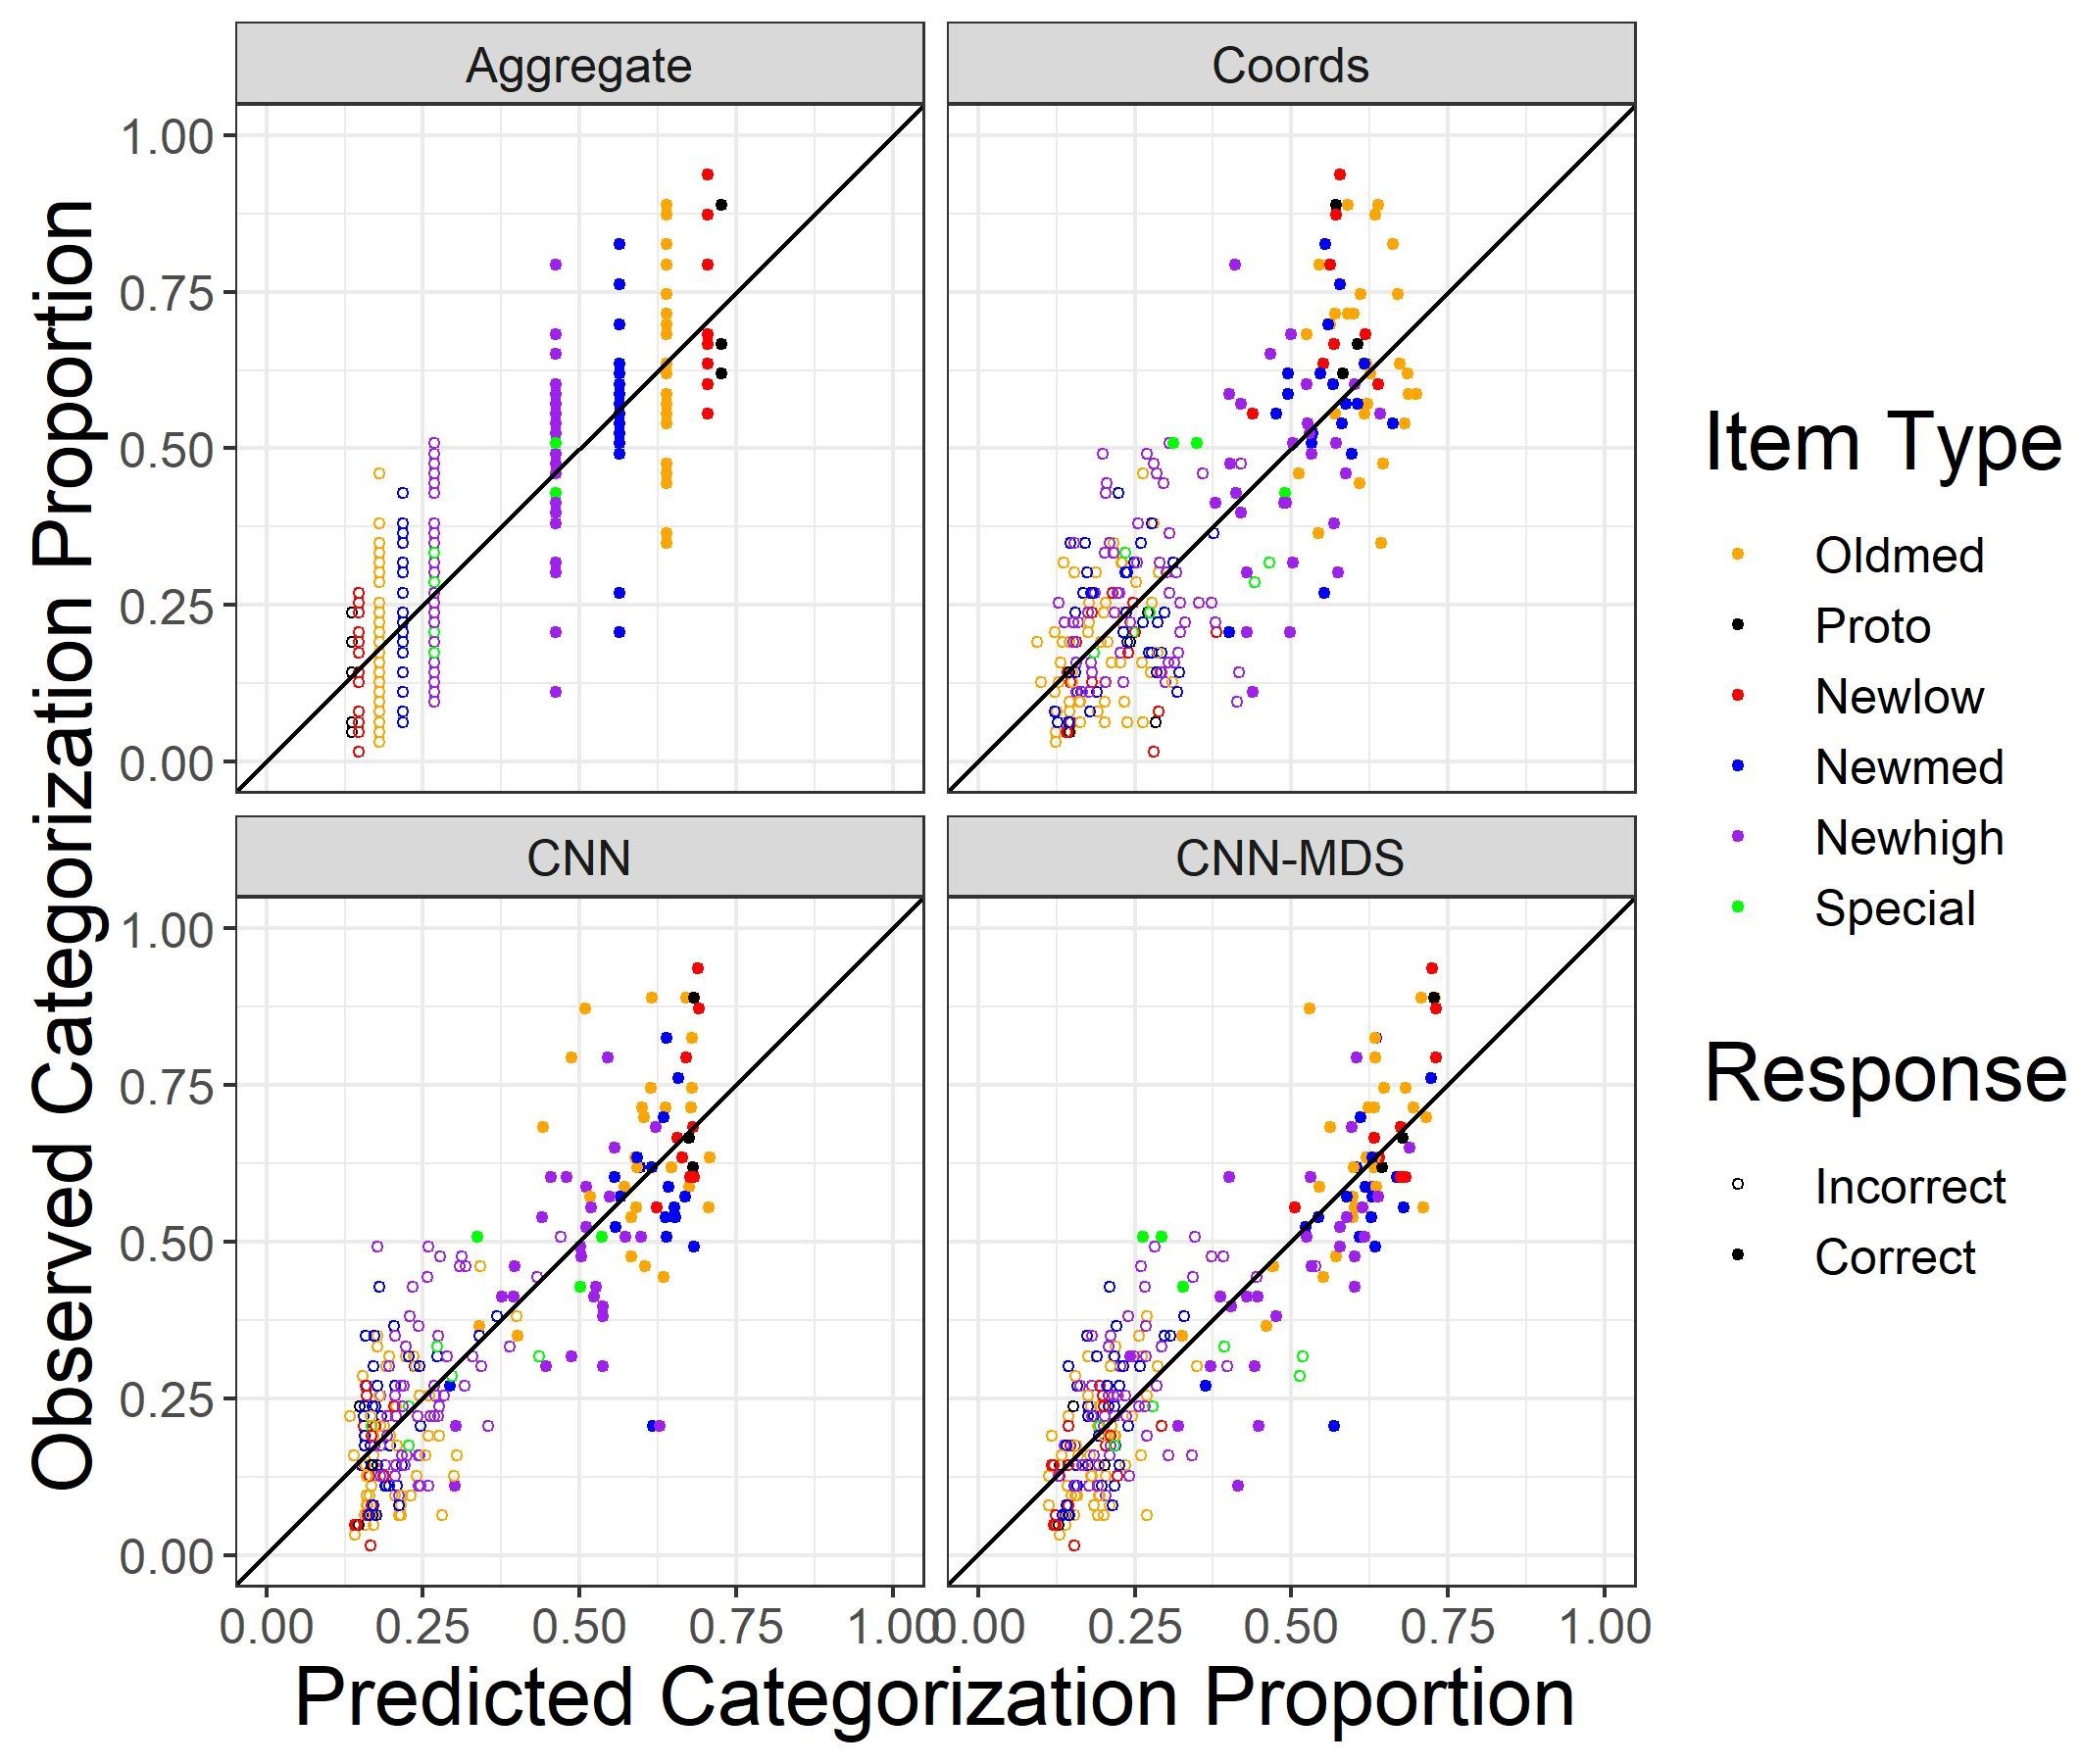 Aggregate
Coords
1.00
0.75
0.50
0.25
0.00
CNN
CNN-MDS
1.00
0.75
0.50
0.25
0.00
0.00 0.25 0.50 0.75 1.00
0.00 0.25 0.50 0.75 1.00
Predicted Categorization Proportion
Observed Categorization Proportion
Item Type
Oldmed
Proto
Newlow
Newmed
Newhigh
Special
Response
Incorrect
Correct